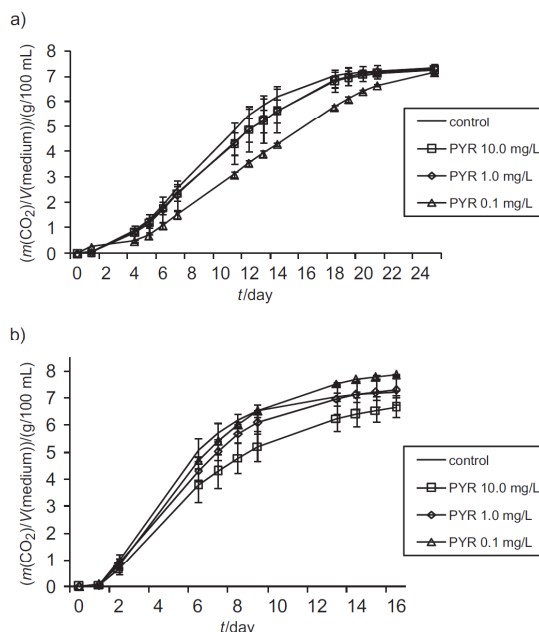 a)
8
7
6
5
4
3
2
1
0
(m(CO₂)/V(medium))/(g/100 mL)
0 2 4 6 8 10 12 14 16 18 20 22 24
t/day
control
PYR 10.0 mg/L
PYR 1.0 mg/L
PYR 0.1 mg/L
b)
8
7
6
5
4
3
2
1
0
(m(CO₂)/V(medium))/(g/100 mL)
0 2 4 6 8 10 12 14 16
t/day
control
PYR 10.0 mg/L
PYR 1.0 mg/L
PYR 0.1 mg/L